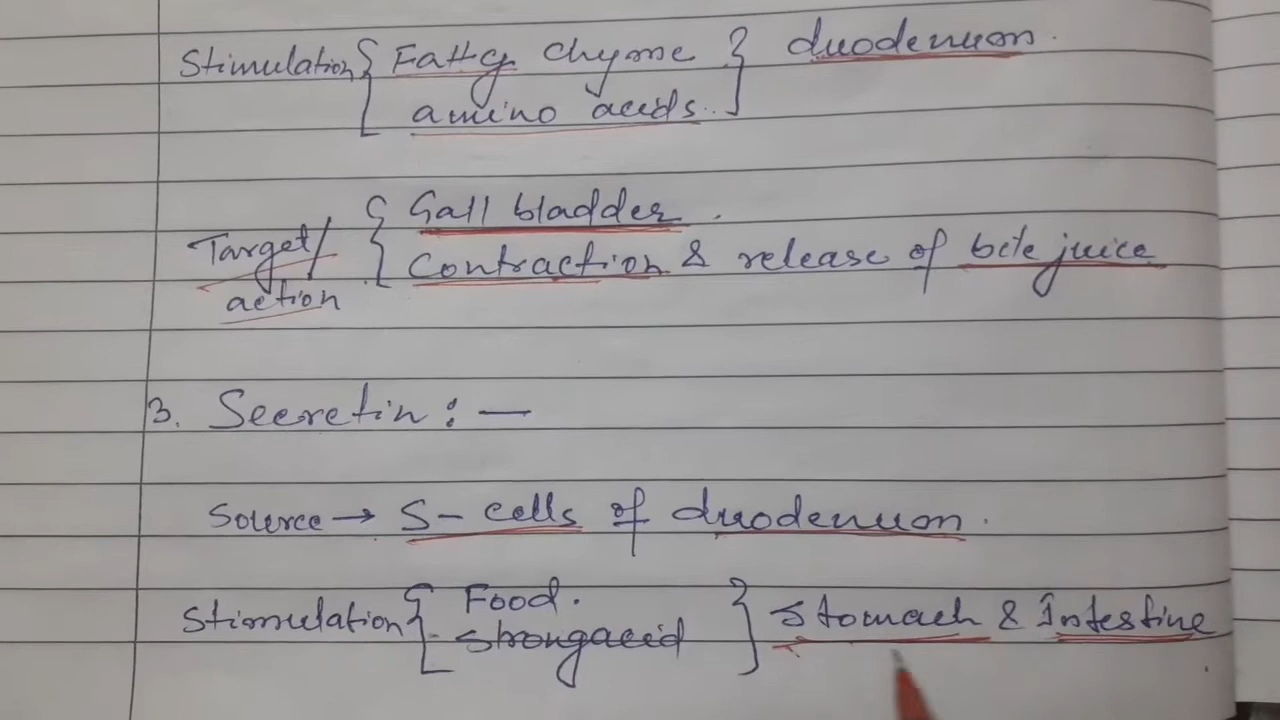 Stimulation { Fatty chyme } duodenum.
amino acids..
Target/ { Gall bladder.
action Contraction & release of bile juice
3. Secretin : —
Source → S- cells of duodenum.
Stimulation { Food. } Stomach & Intestine
strong acid